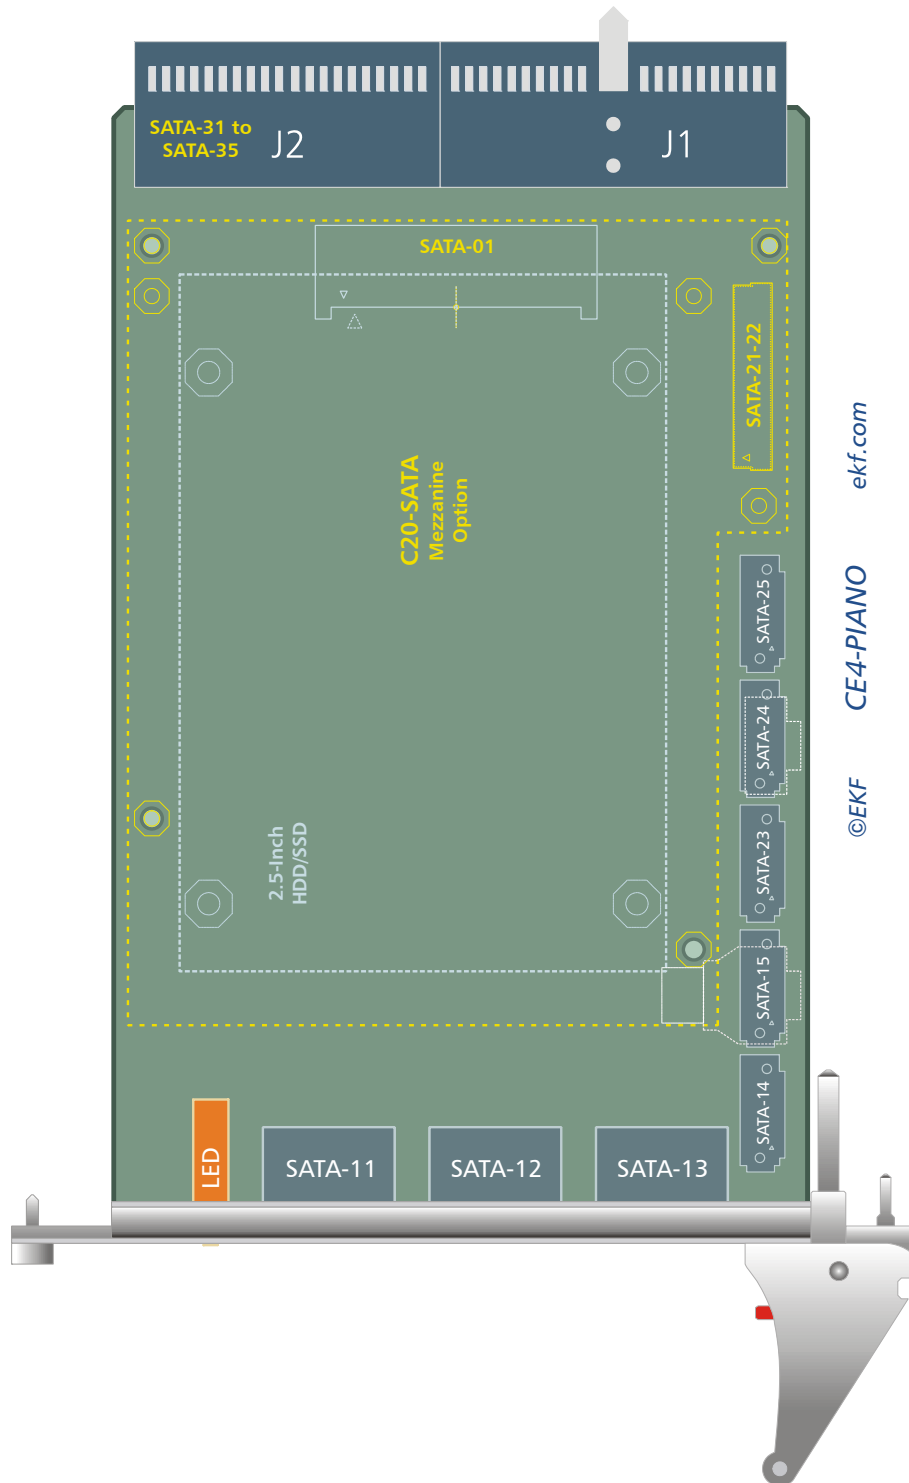 SATA-31 to
SATA-35
J2
J1
SATA-01
SATA-21-22
C20-SATA
Mezzanine
Option
2.5-Inch
HDD/SSD
SATA-25
SATA-24
SATA-23
SATA-15
SATA-14
LED
SATA-11
SATA-12
SATA-13
©EKF CE4-PIANO ekf.com